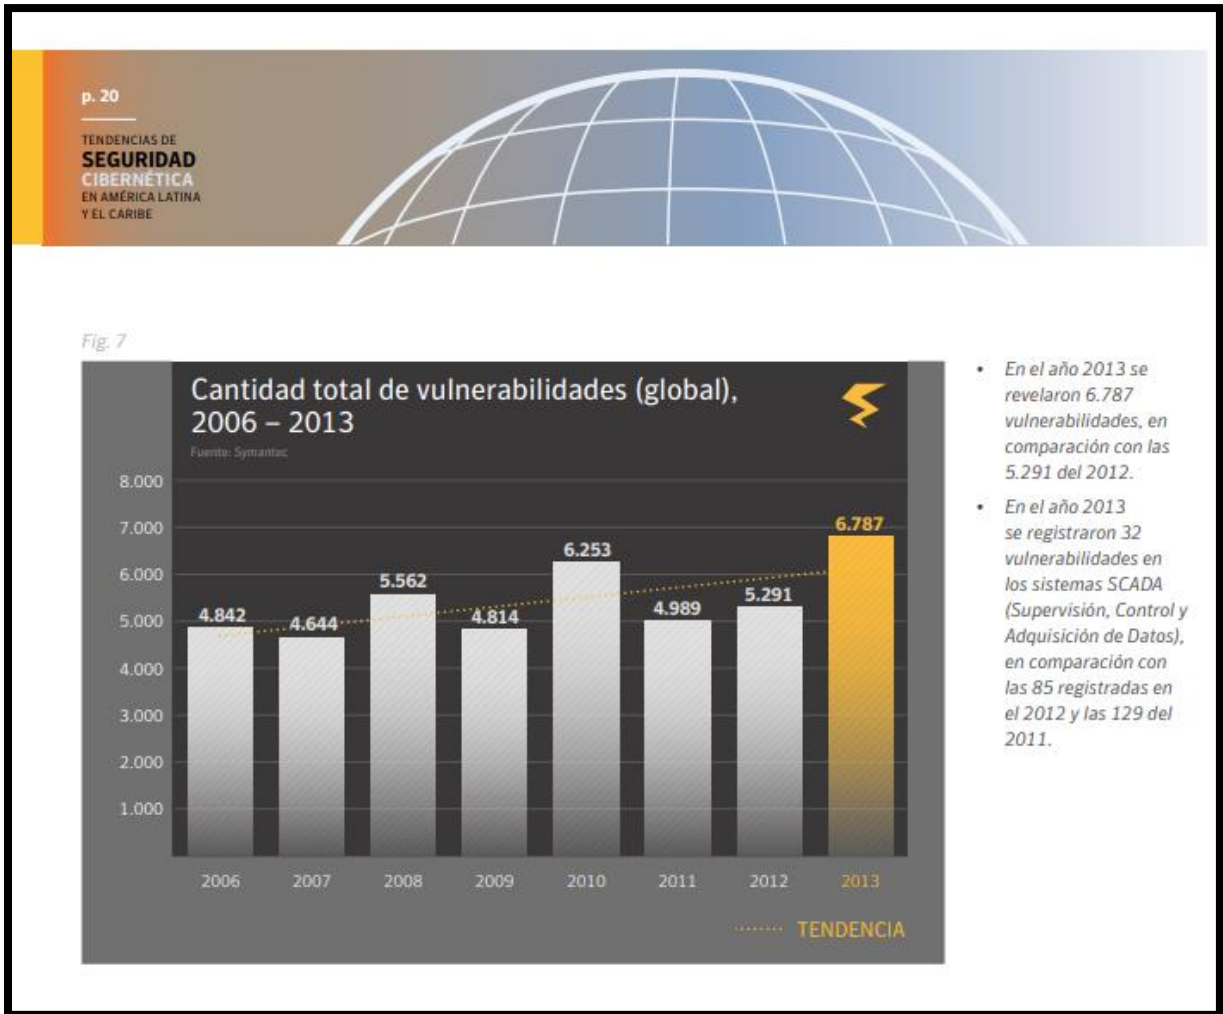 p. 20
TENDENCIAS DE
SEGURIDAD
CIBERNÉTICA
EN AMÉRICA LATINA
Y EL CARIBE
Fig. 7
Cantidad total de vulnerabilidades (global),
2006 – 2013
Fuente: Symantec
8.000
7.000
6.000
5.000
4.000
3.000
2.000
1.000
4.842
4.644
5.562
4.814
6.253
4.989
5.291
6.787
2006 2007 2008 2009 2010 2011 2012 2013
TENDENCIA
• En el año 2013 se
revelaron 6.787
vulnerabilidades, en
comparación con las
5.291 del 2012.
• En el año 2013
se registraron 32
vulnerabilidades en
los sistemas SCADA
(Supervisión, Control y
Adquisición de Datos),
en comparación con
las 85 registradas en
el 2012 y las 129 del
2011.